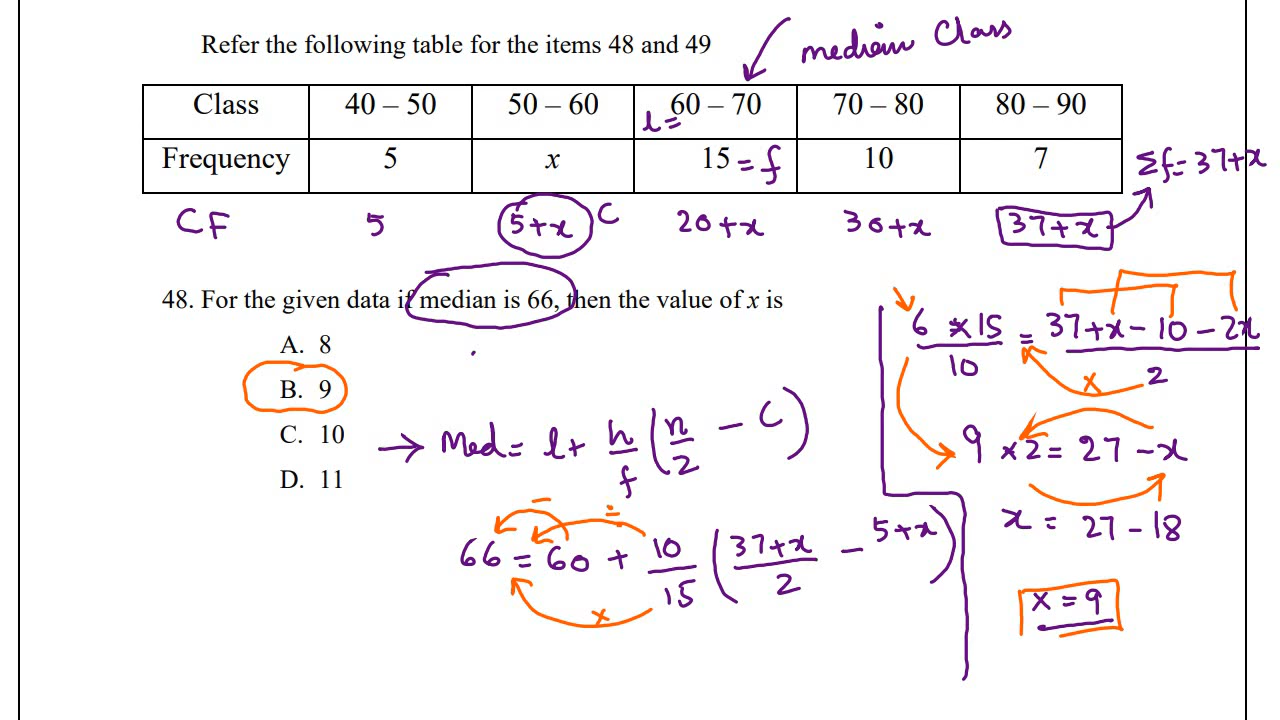 Refer the following table for the items 48 and 49
median Class
Class 40 – 50 50 – 60 60 – 70 70 – 80 80 – 90
l=
Frequency 5 x 15 = f 10 7
Σf = 37+x
CF 5 5+x C 20+x 30+x 37+x
48. For the given data if median is 66, then the value of x is
A. 8
B. 9
C. 10
D. 11
→ Med = l + h/f (n/2 – C)
66 = 60 + 10/15 (37+x/2 – 5+x)
– ÷ x
6 × 15/10 = 37+x – 10 – 2x/2
x
9 × 2 = 27 – x
x = 27 – 18
x = 9